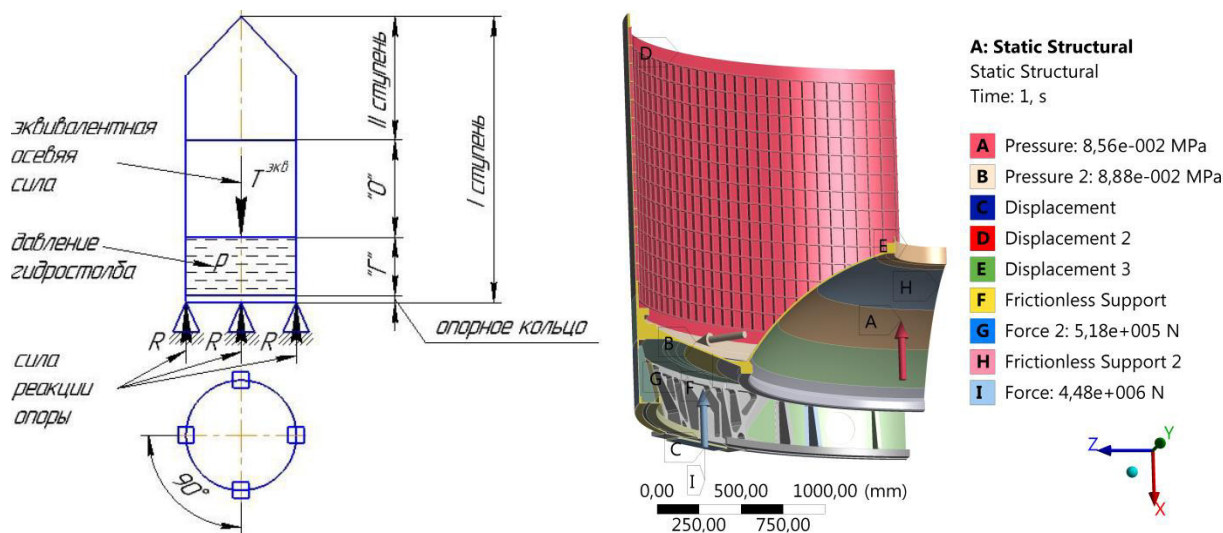 II ступень
I ступень
эквивалентная
осевяя
сила
T^экв
"О"
давление
гидростолба
P
"Г"
опорное кольцо
R R R
сила
реакции
опоры
90°
D
E
H
A
B
G
F
C
I
0,00 500,00 1000,00 (mm)
250,00 750,00
A: Static Structural
Static Structural
Time: 1, s
A Pressure: 8,56e-002 MPa
B Pressure 2: 8,88e-002 MPa
C Displacement
D Displacement 2
E Displacement 3
F Frictionless Support
G Force 2: 5,18e+005 N
H Frictionless Support 2
I Force: 4,48e+006 N
Y
Z
X